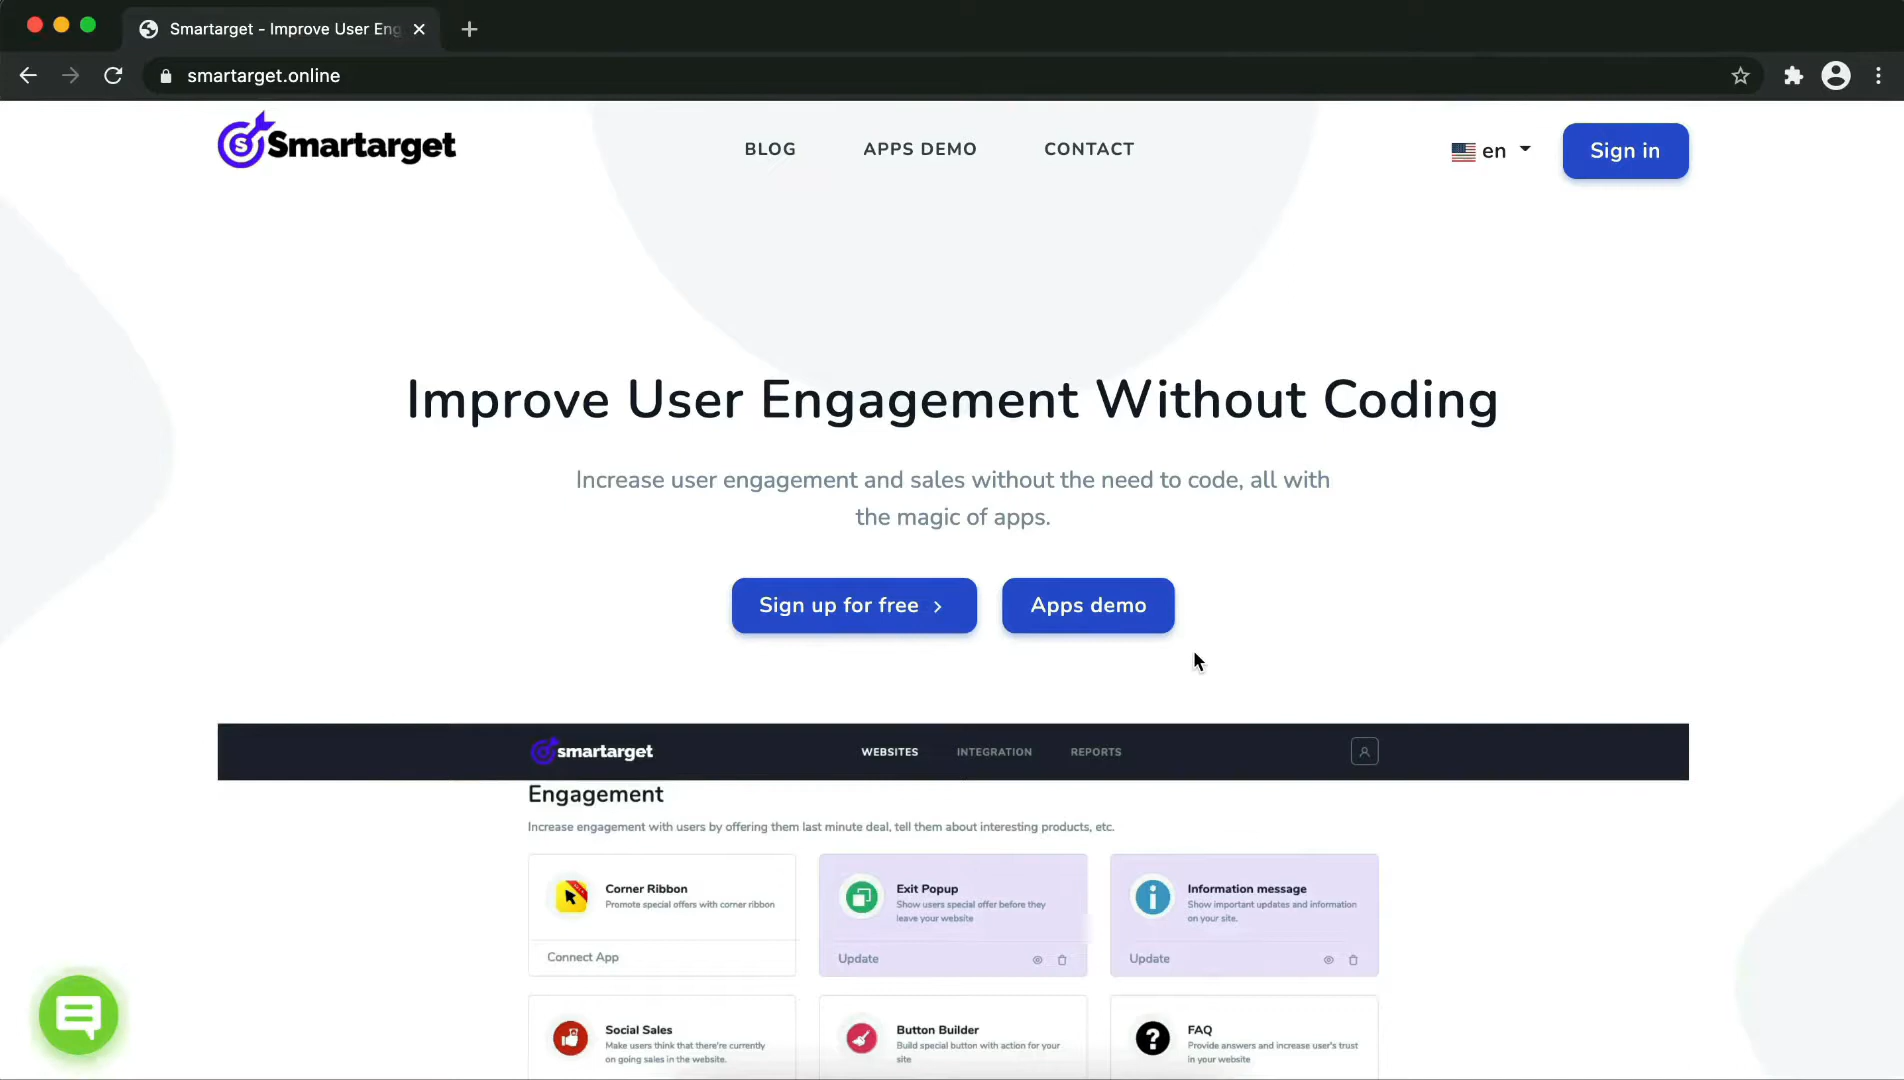 Smartarget - Improve User Eng
smartarget.online
Smartarget
BLOG
APPS DEMO
CONTACT
en
Sign in
Improve User Engagement Without Coding
Increase user engagement and sales without the need to code, all with
the magic of apps.
Sign up for free
Apps demo
smartarget
WEBSITES
INTEGRATION
REPORTS
Engagement
Increase engagement with users by offering them last minute deal, tell them about interesting products, etc.
Corner Ribbon
Promote special offers with corner ribbon
Connect App
Exit Popup
Show users special offer before they
leave your website
Update
Information message
Show important updates and information
on your site.
Update
Social Sales
Make users think that there're currently
on going sales in the website.
Button Builder
Build special button with action for your
site
FAQ
Provide answers and increase user's trust
in your website